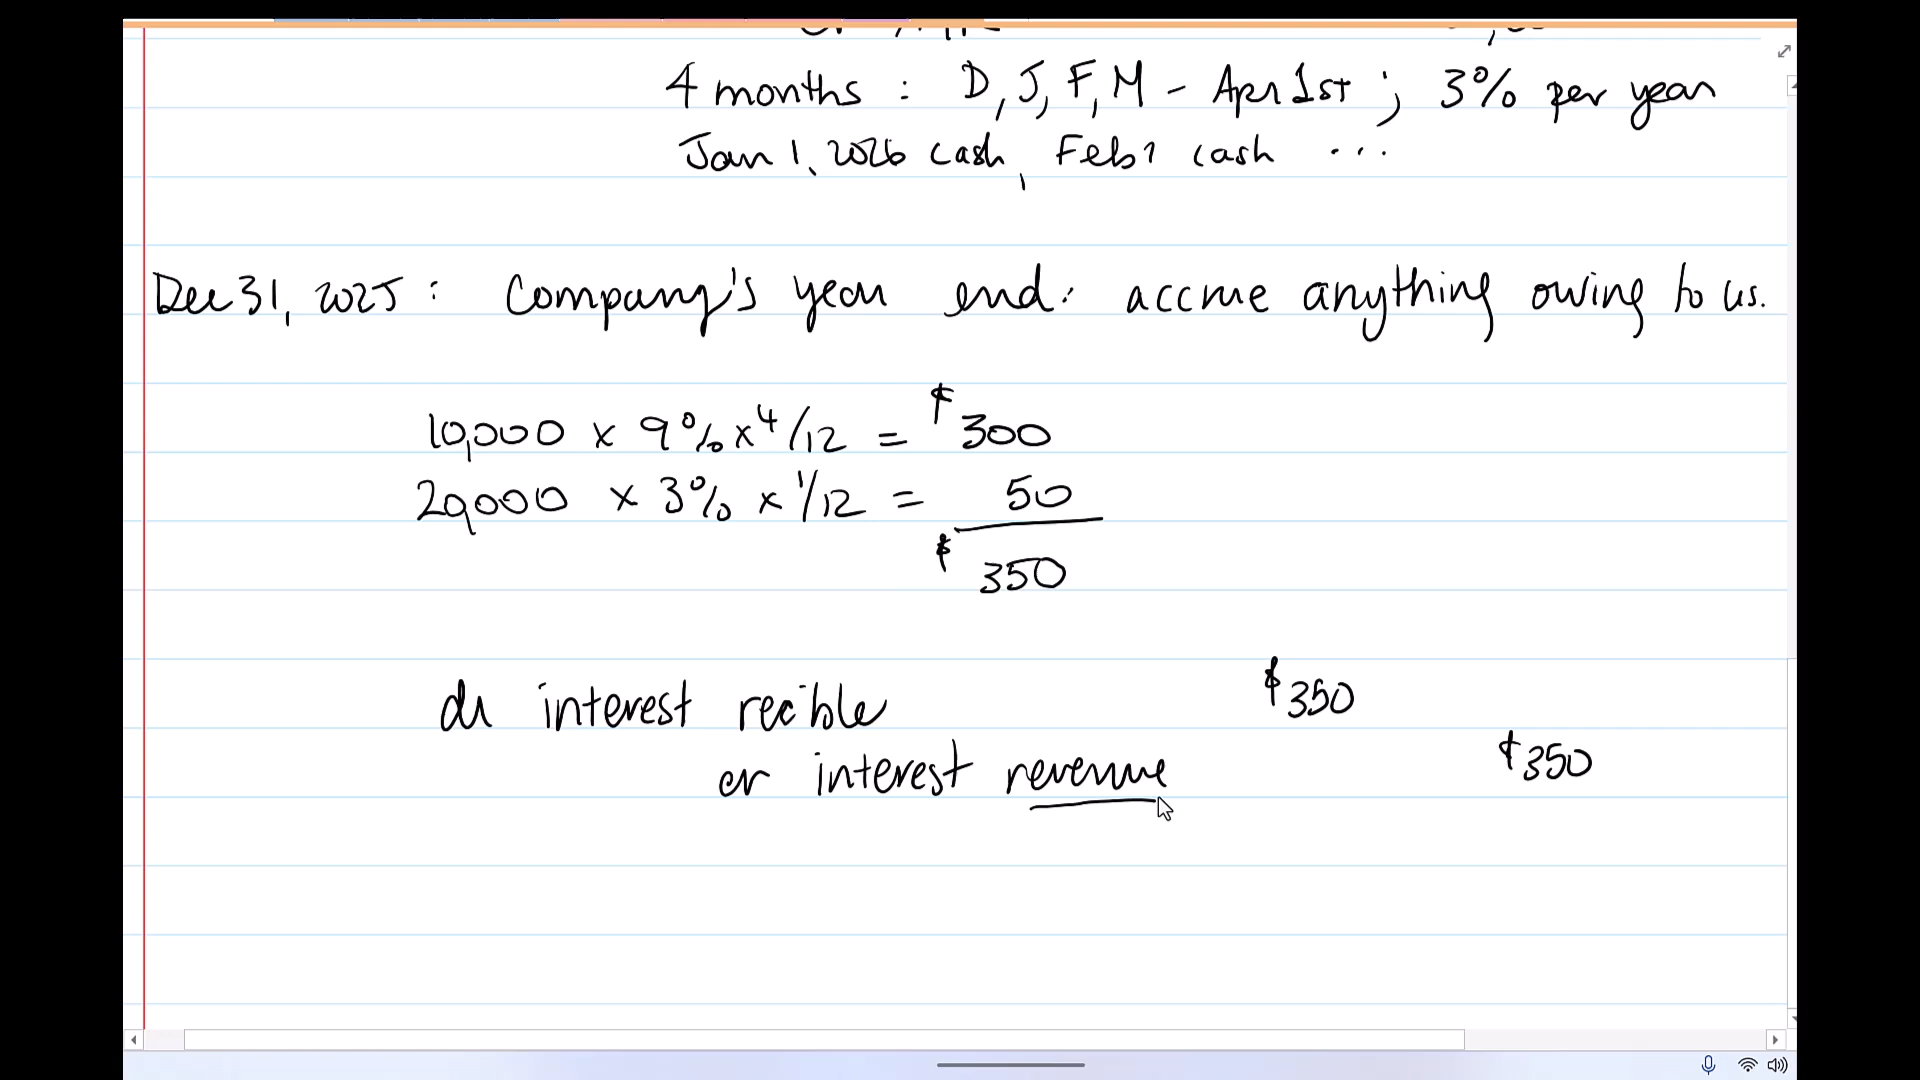 4 months : D, J, F, M - Apr 1st ; 3% per year
Jan 1, 2026 cash, Feb 1 cash ...
Dec 31, 2025 : Company's year end: accrue anything owing to us.
10,000 x 9% x 4/12 = $300
20,000 x 3% x 1/12 = 50
$ 350
dr interest rec'ble $350
cr interest revenue $350